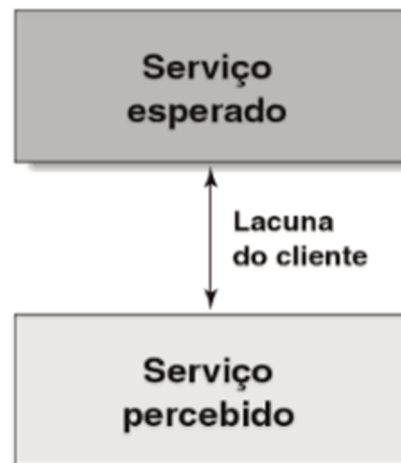 Serviço
esperado
Lacuna
do cliente
Serviço
percebido